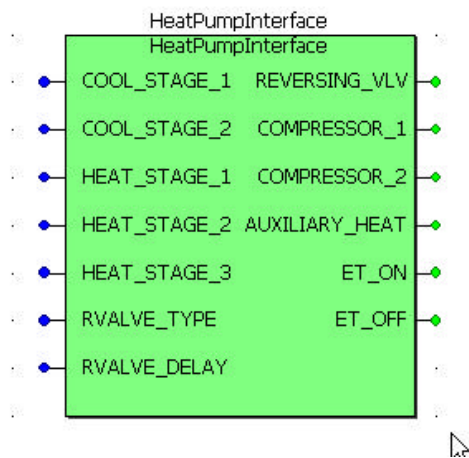 HeatPumpInterface
HeatPumpInterface
COOL_STAGE_1 REVERSING_VLV
COOL_STAGE_2 COMPRESSOR_1
HEAT_STAGE_1 COMPRESSOR_2
HEAT_STAGE_2 AUXILIARY_HEAT
HEAT_STAGE_3 ET_ON
RVALVE_TYPE ET_OFF
RVALVE_DELAY